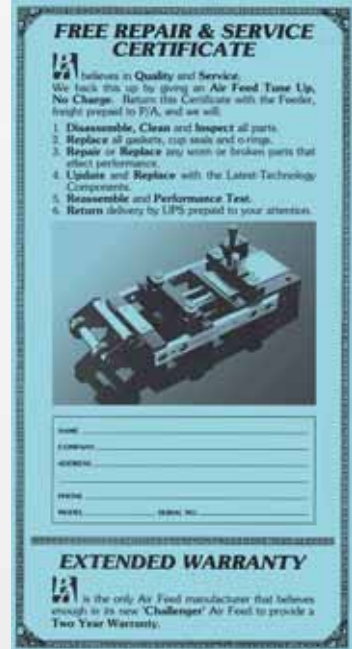 FREE REPAIR & SERVICE
CERTIFICATE
P/A believes in Quality and Service.
We back this up by giving an Air Feed Tune Up,
No Charge. Return this Certificate with the Feeder,
freight prepaid to P/A, and we will:
1. Disassemble, Clean and Inspect all parts.
2. Replace all gaskets, cup seals and o-rings.
3. Repair or Replace any worn or broken parts that
effect performance.
4. Update and Replace with the Latest Technology
Components.
5. Reassemble and Performance Test.
6. Return delivery by UPS prepaid to your attention.
NAME
COMPANY
ADDRESS
PHONE
MODEL SERIAL NO.
EXTENDED WARRANTY
P/A is the only Air Feed manufacturer that believes
enough in its new 'Challenger' Air Feed to provide a
Two Year Warranty.